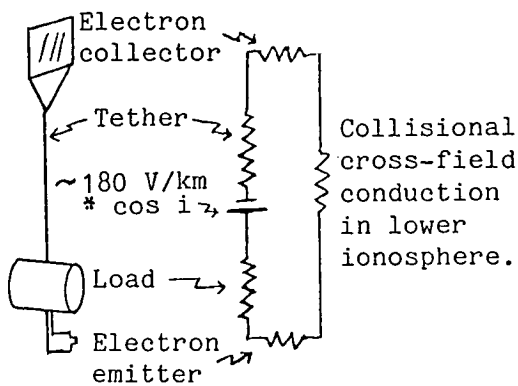 Electron
collector
Tether
~180 V/km
* cos i
Load
Electron
emitter
Collisional
cross-field
conduction
in lower
ionosphere.